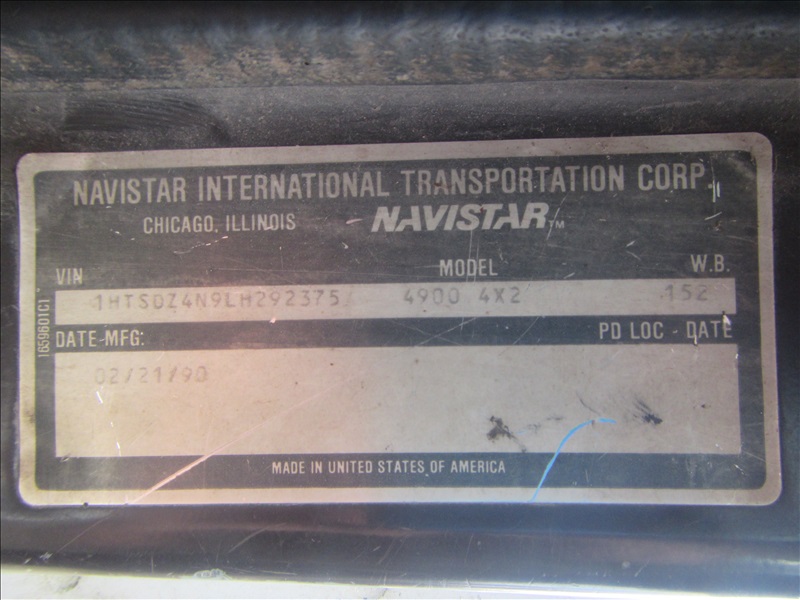 NAVISTAR INTERNATIONAL TRANSPORTATION CORP.
CHICAGO, ILLINOIS NAVISTAR™
VIN MODEL W.B.
1HTSDZ4N9LH292375 4900 4X2 152
DATE-MFG: PD LOC - DATE
02/21/90
MADE IN UNITED STATES OF AMERICA
1659601C1